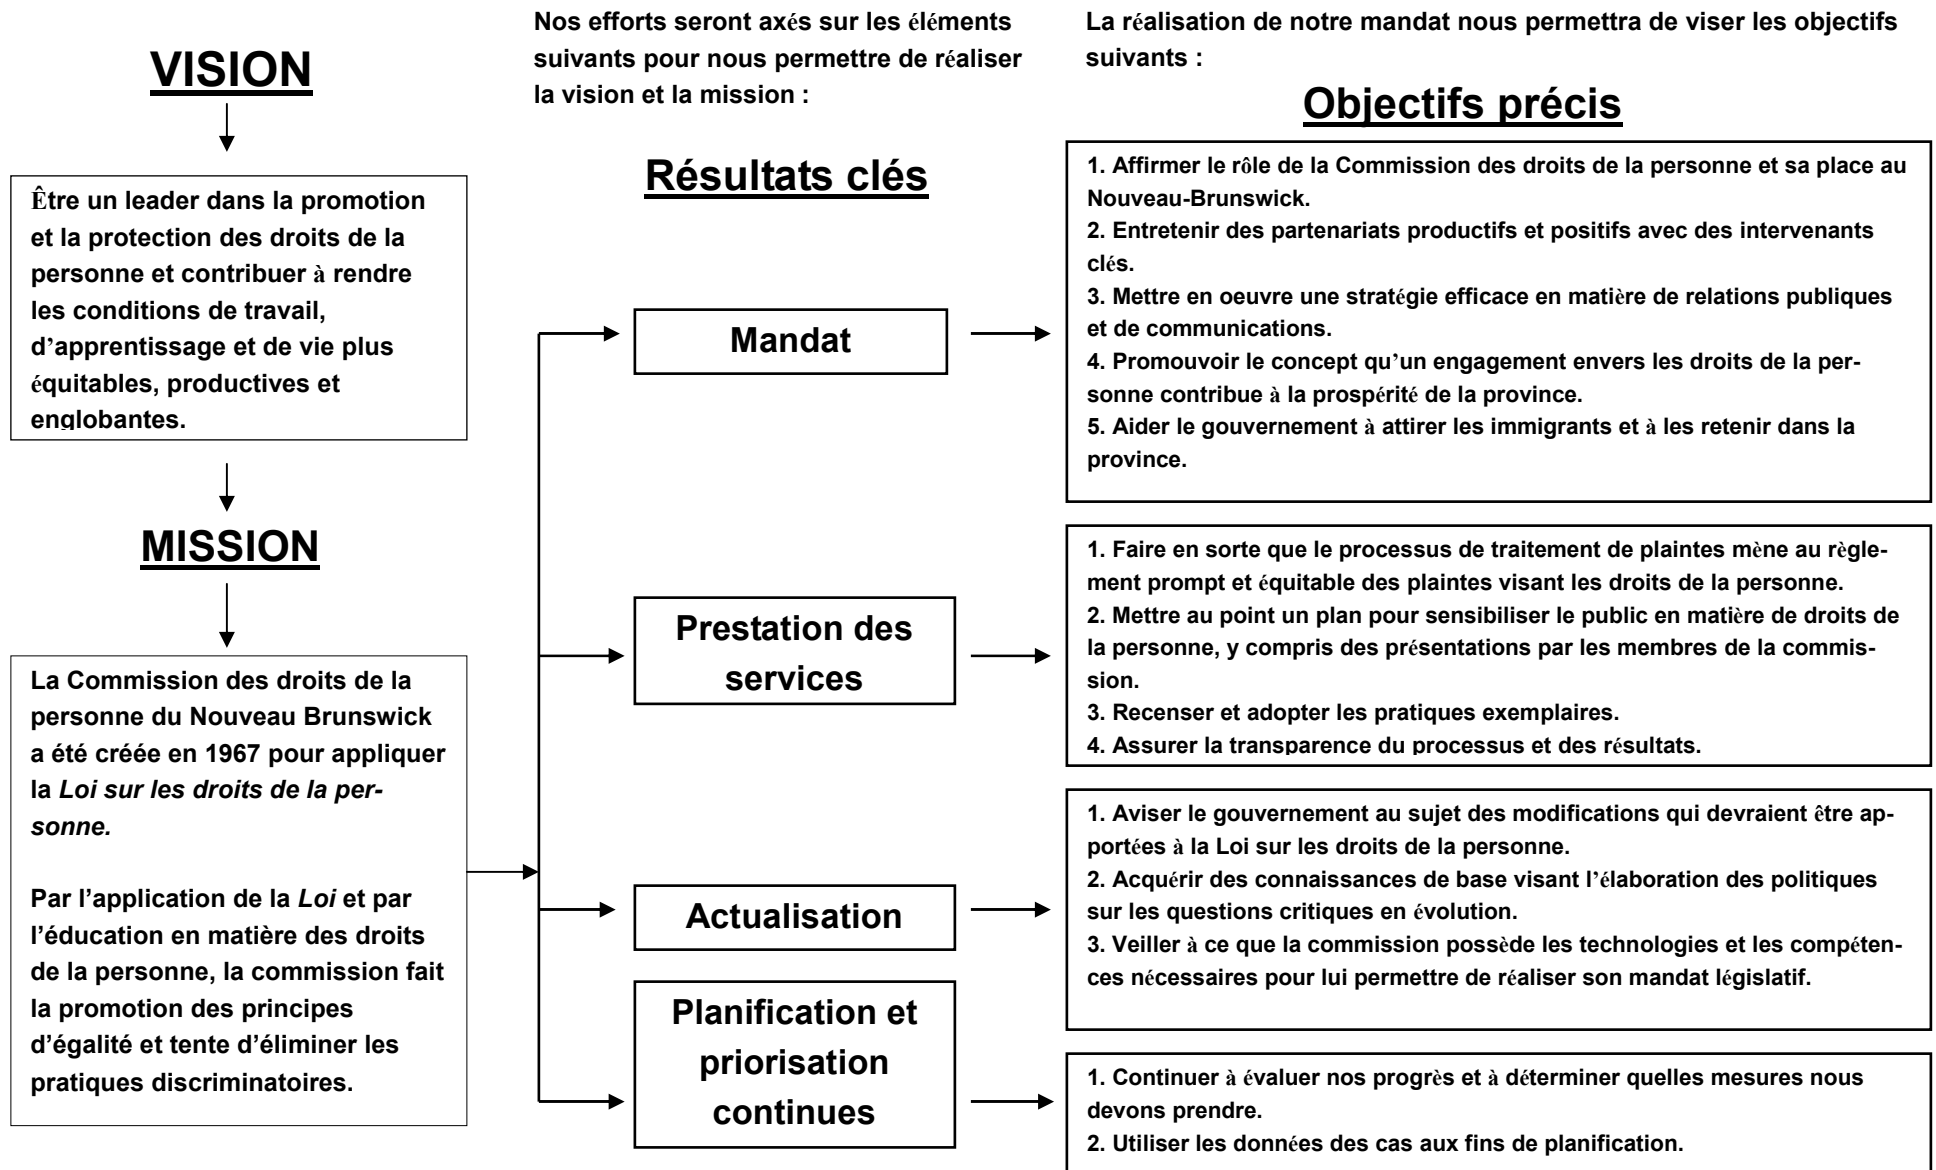 VISION
Être un leader dans la promotion
et la protection des droits de la
personne et contribuer à rendre
les conditions de travail,
d’apprentissage et de vie plus
équitables, productives et
englobantes.
MISSION
La Commission des droits de la
personne du Nouveau Brunswick
a été créée en 1967 pour appliquer
la Loi sur les droits de la per-
sonne.
Par l’application de la Loi et par
l’éducation en matière des droits
de la personne, la commission fait
la promotion des principes
d’égalité et tente d’éliminer les
pratiques discriminatoires.
Nos efforts seront axés sur les éléments
suivants pour nous permettre de réaliser
la vision et la mission :
Résultats clés
Mandat
Prestation des
services
Actualisation
Planification et
priorisation
continues
La réalisation de notre mandat nous permettra de viser les objectifs
suivants :
Objectifs précis
1. Affirmer le rôle de la Commission des droits de la personne et sa place au
Nouveau-Brunswick.
2. Entretenir des partenariats productifs et positifs avec des intervenants
clés.
3. Mettre en oeuvre une stratégie efficace en matière de relations publiques
et de communications.
4. Promouvoir le concept qu’un engagement envers les droits de la per-
sonne contribue à la prospérité de la province.
5. Aider le gouvernement à attirer les immigrants et à les retenir dans la
province.
1. Faire en sorte que le processus de traitement de plaintes mène au règle-
ment prompt et équitable des plaintes visant les droits de la personne.
2. Mettre au point un plan pour sensibiliser le public en matière de droits de
la personne, y compris des présentations par les membres de la commis-
sion.
3. Recenser et adopter les pratiques exemplaires.
4. Assurer la transparence du processus et des résultats.
1. Aviser le gouvernement au sujet des modifications qui devraient être ap-
portées à la Loi sur les droits de la personne.
2. Acquérir des connaissances de base visant l’élaboration des politiques
sur les questions critiques en évolution.
3. Veiller à ce que la commission possède les technologies et les compéten-
ces nécessaires pour lui permettre de réaliser son mandat législatif.
1. Continuer à évaluer nos progrès et à déterminer quelles mesures nous
devons prendre.
2. Utiliser les données des cas aux fins de planification.